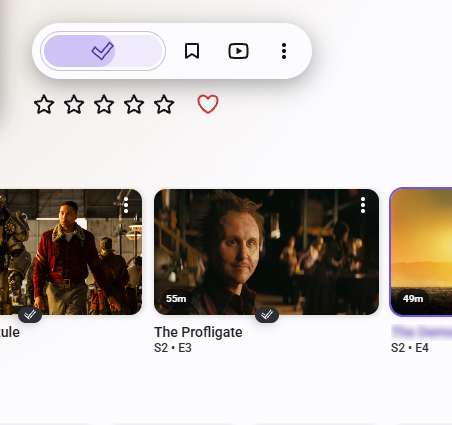 55m
49m
ule
The Profligate
S2 • E3
S2 • E4